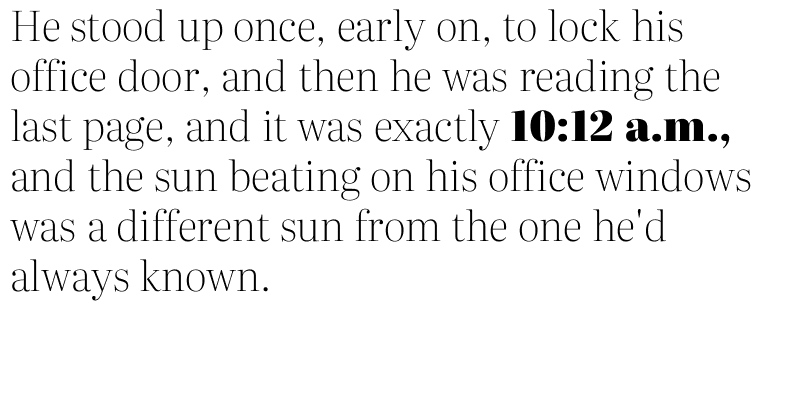 He stood up once, early on, to lock his
office door, and then he was reading the
last page, and it was exactly 10:12 a.m.,
and the sun beating on his office windows
was a different sun from the one he'd
always known.